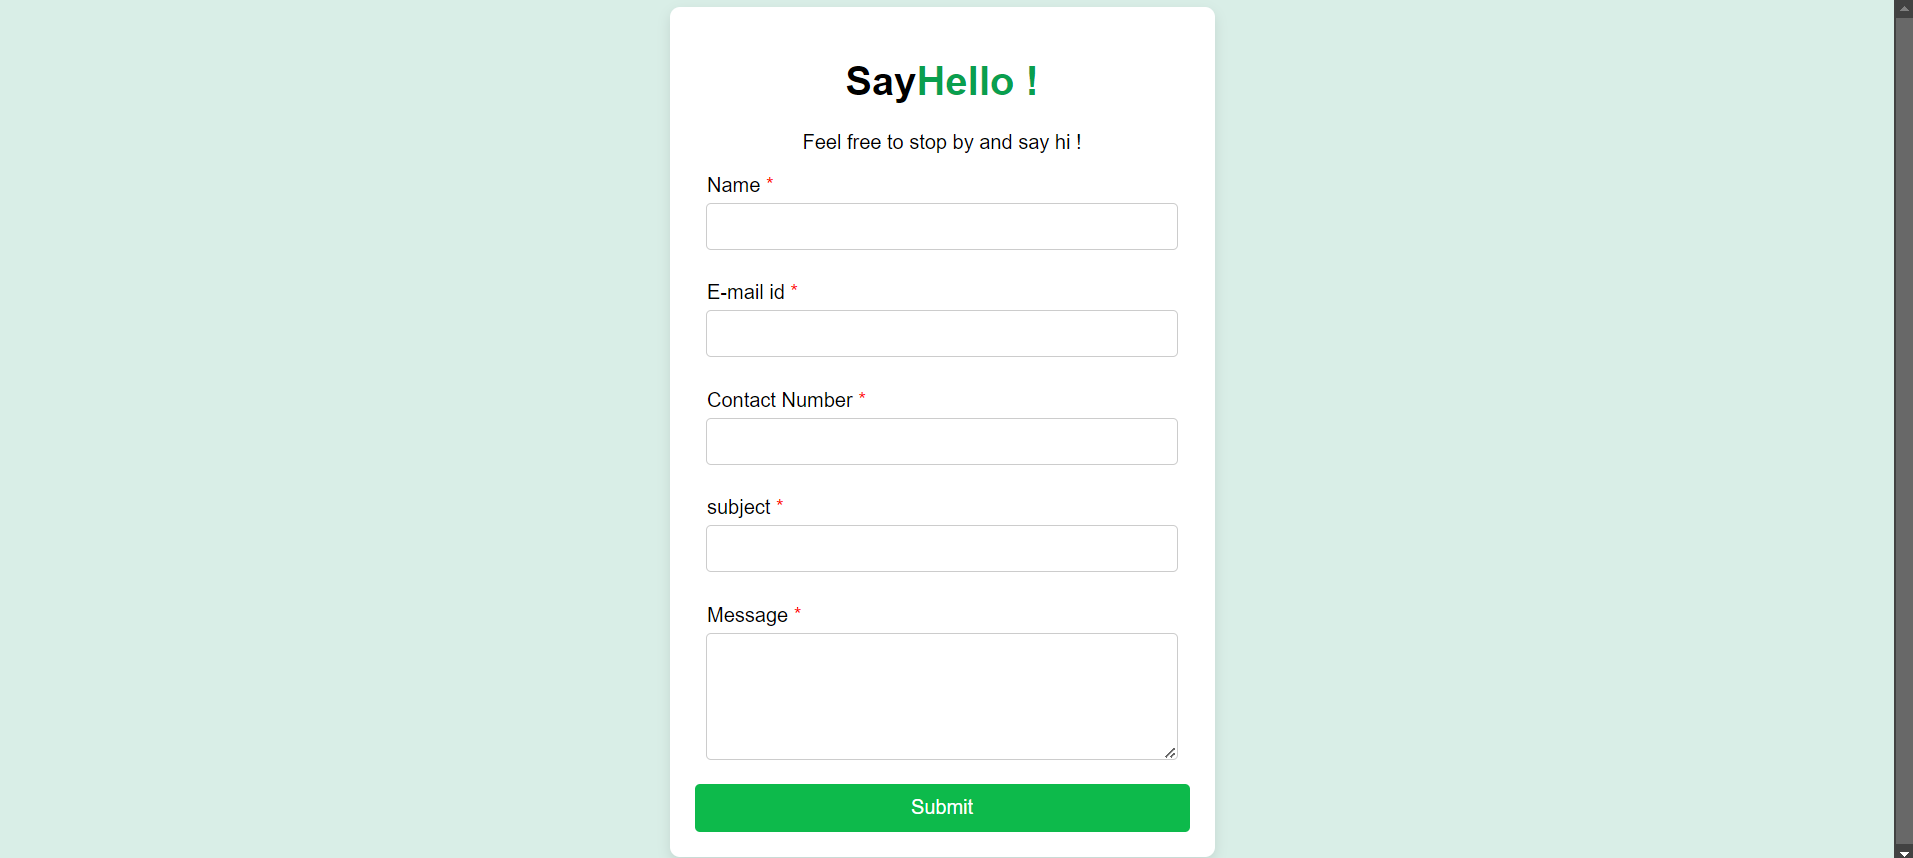 SayHello !
Feel free to stop by and say hi !
Name *
E-mail id *
Contact Number *
subject *
Message *
Submit